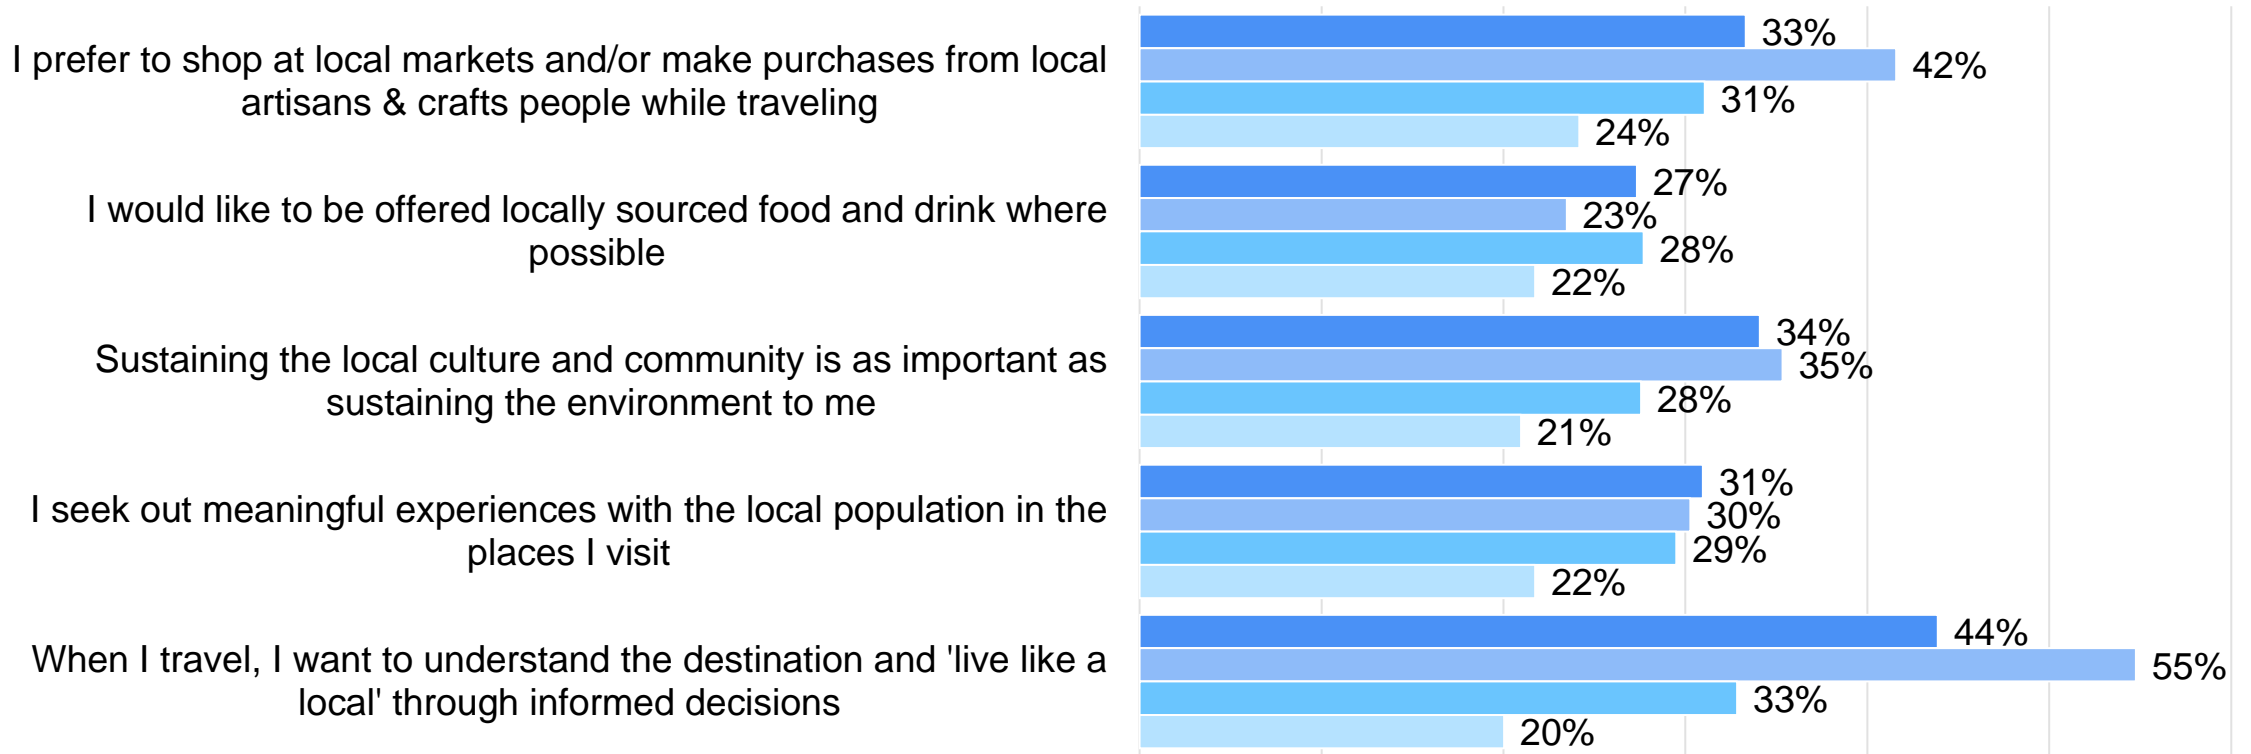 I prefer to shop at local markets and/or make purchases from local
artisans & crafts people while traveling
33%
42%
31%
24%
I would like to be offered locally sourced food and drink where
possible
27%
23%
28%
22%
Sustaining the local culture and community is as important as
sustaining the environment to me
34%
35%
28%
21%
I seek out meaningful experiences with the local population in the
places I visit
31%
30%
29%
22%
When I travel, I want to understand the destination and 'live like a
local' through informed decisions
44%
55%
33%
20%